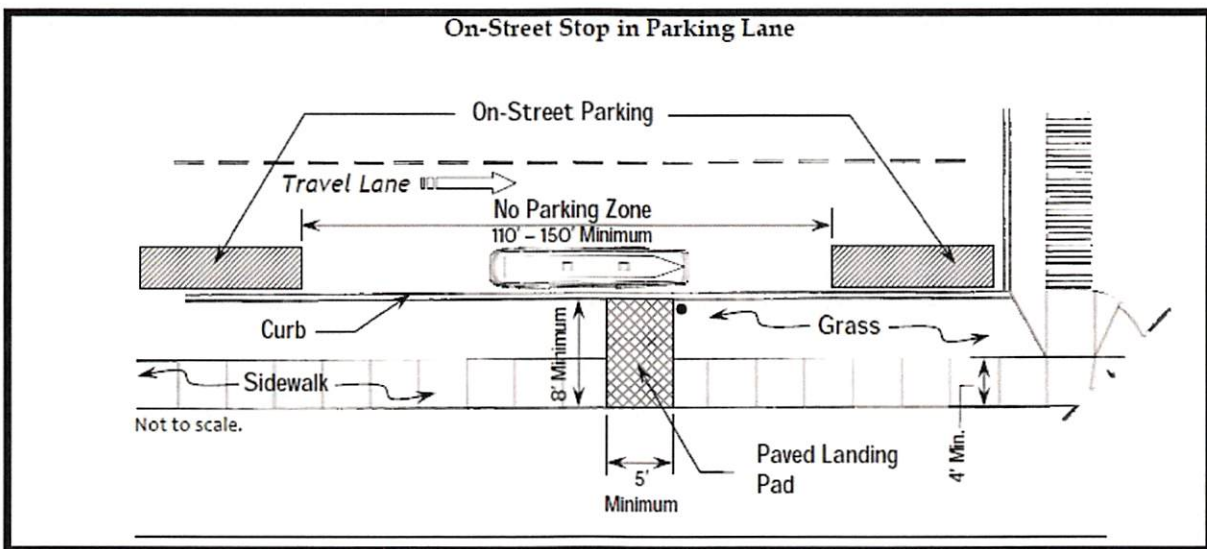 On-Street Stop in Parking Lane
On-Street Parking
Travel Lane
No Parking Zone
110' – 150' Minimum
Curb
8' Minimum
Grass
Sidewalk
4' Min.
Not to scale.
5'
Minimum
Paved Landing
Pad